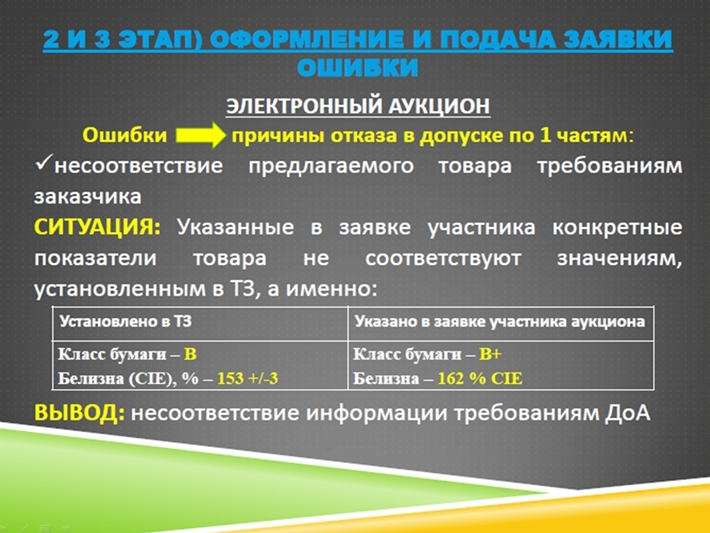 2 И 3 ЭТАП) ОФОРМЛЕНИЕ И ПОДАЧА ЗАЯВКИ
ОШИБКИ
ЭЛЕКТРОННЫЙ АУКЦИОН
Ошибки причины отказа в допуске по 1 частям:
✓несоответствие предлагаемого товара требованиям
заказчика
СИТУАЦИЯ: Указанные в заявке участника конкретные
показатели товара не соответствуют значениям,
установленным в ТЗ, а именно:
Установлено в ТЗ Указано в заявке участника аукциона
Класс бумаги – В Класс бумаги – В+
Белизна (CIE), % – 153 +/-3 Белизна – 162 % CIE
ВЫВОД: несоответствие информации требованиям ДоА